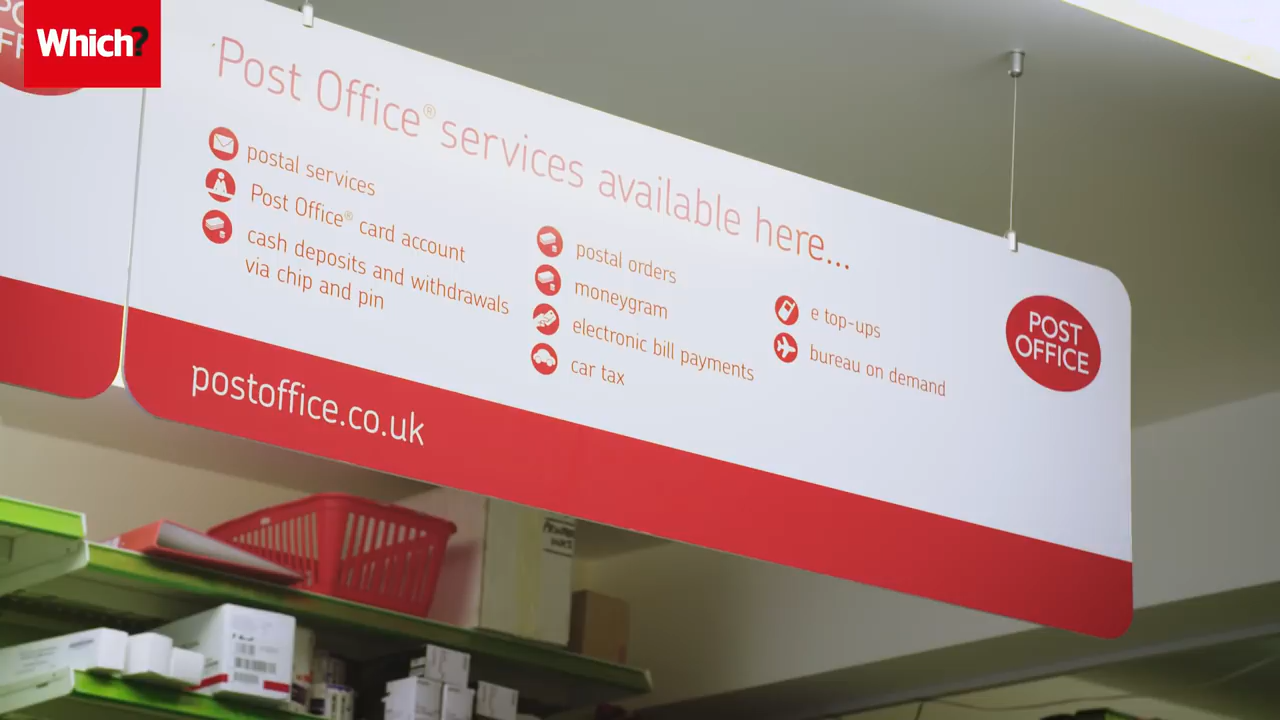 Which?
Post Office® services available here...
postal services
Post Office® card account
cash deposits and withdrawals
via chip and pin
postal orders
moneygram
electronic bill payments
car tax
e top-ups
bureau on demand
POST
OFFICE
postoffice.co.uk